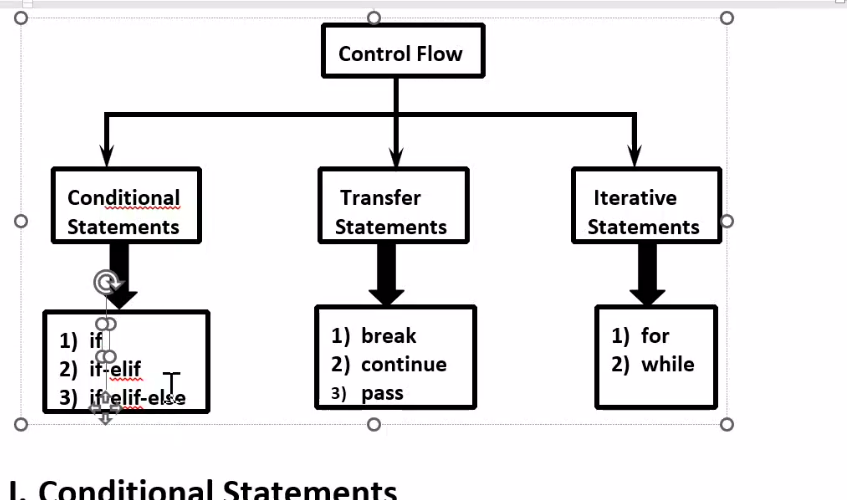 Control Flow
Conditional
Statements
Transfer
Statements
Iterative
Statements
1) if
2) if-elif
3) if-elif-else
1) break
2) continue
3) pass
1) for
2) while
I. Conditional Statements